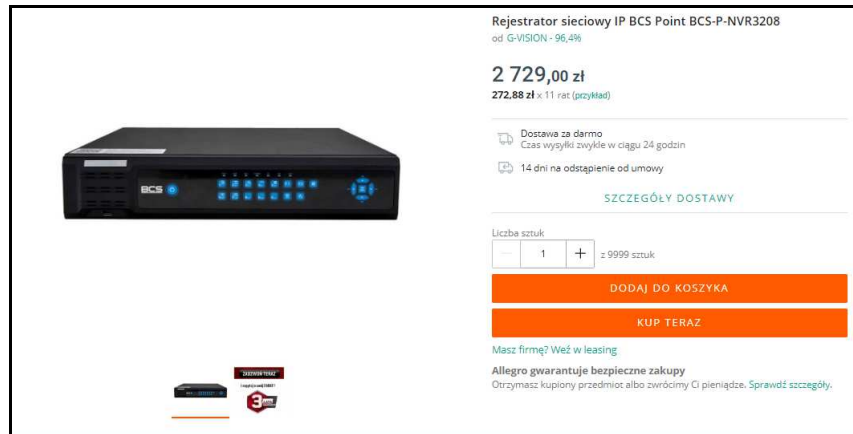 Rejestrator sieciowy IP BCS Point BCS-P-NVR3208
od G-VISION - 96,4%
2 729,00 zł
272,88 zł x 11 rat (przykład)
Dostawa za darmo
Czas wysyłki zwykle w ciągu 24 godzin
14 dni na odstąpienie od umowy
SZCZEGÓŁY DOSTAWY
Liczba sztuk
— 1 + z 9999 sztuk
DODAJ DO KOSZYKA
KUP TERAZ
Masz firmę? Weź w leasing
Allegro gwarantuje bezpieczne zakupy
Otrzymasz kupiony przedmiot albo zwrócimy Ci pieniądze. Sprawdź szczegóły.
BCS
ZADZWOŃ TERAZ
3